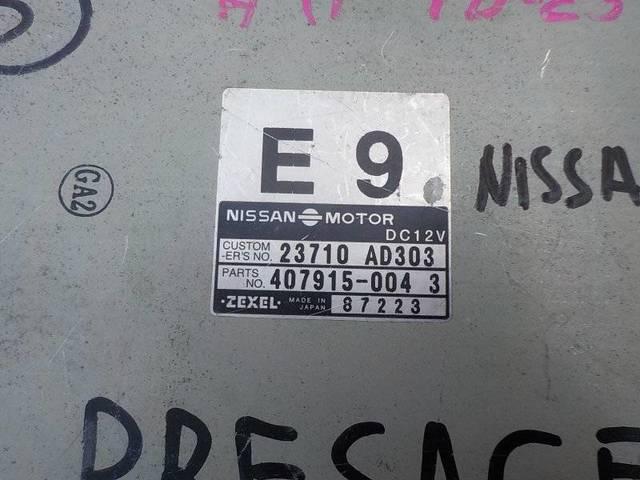 E 9
NISSAN MOTOR
DC12V
CUSTOM
-ER'S NO. 23710 AD303
PARTS
NO. 407915-004 3
ZEXEL MADE IN
JAPAN 87223
GA2
NISSA
PRESAGE